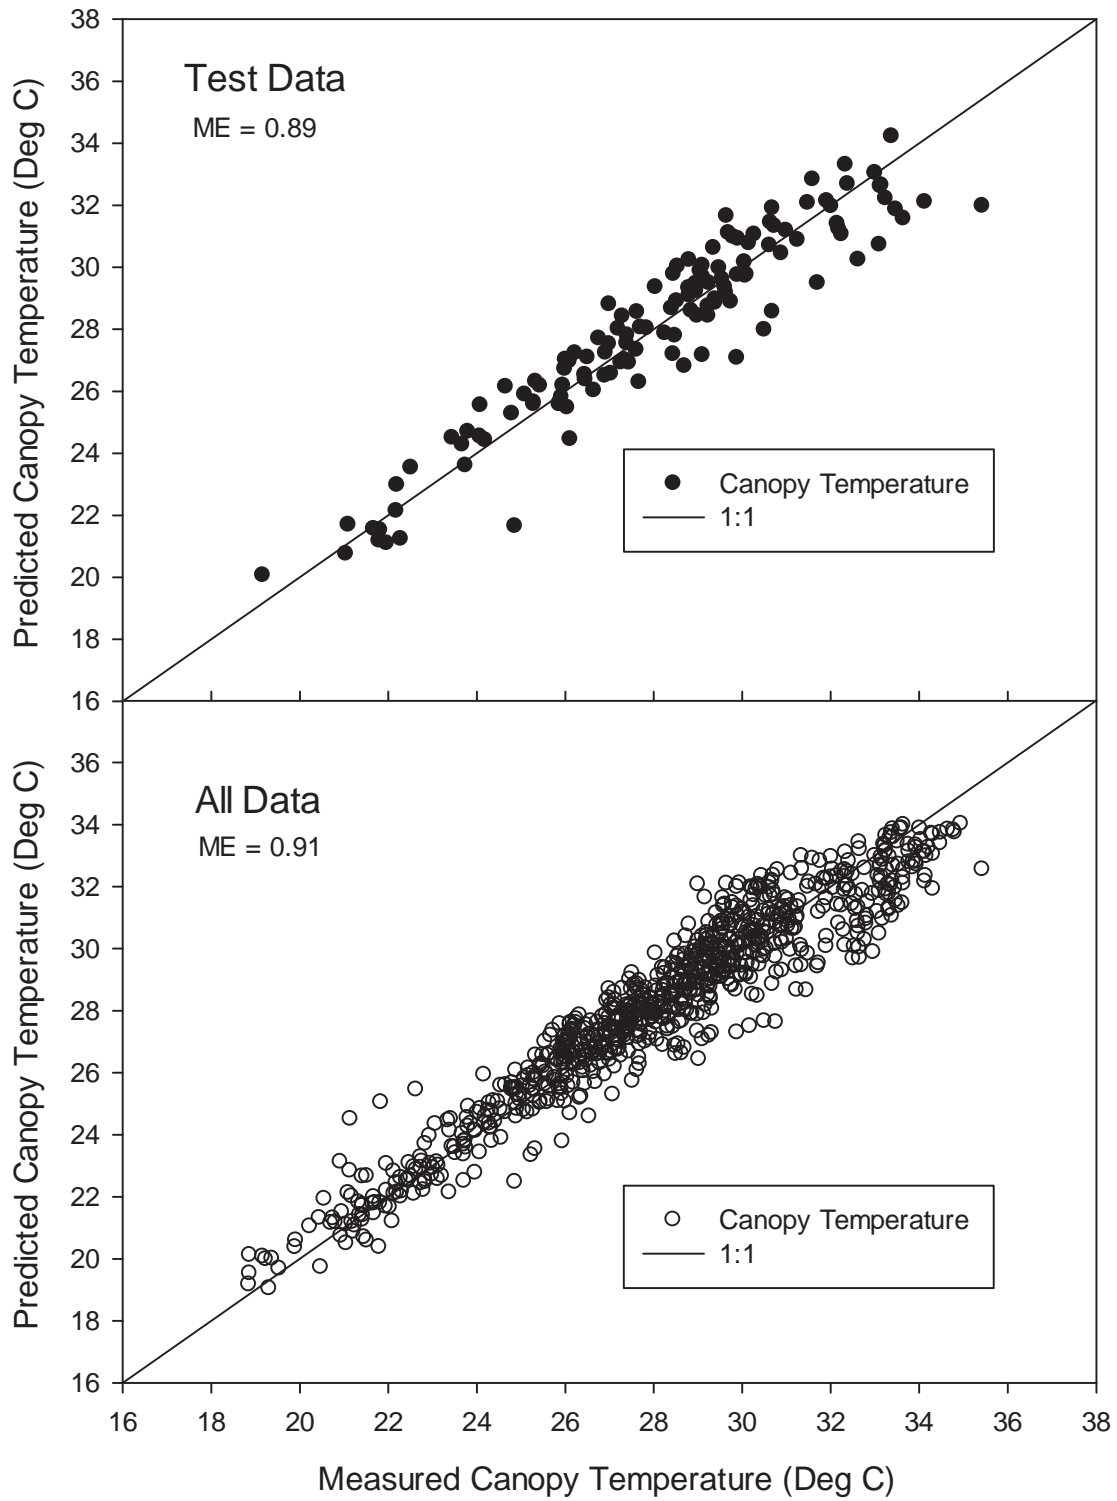 38
36
34
32
30
28
26
24
22
20
18
16
Predicted Canopy Temperature (Deg C)
Test Data
ME = 0.89
Canopy Temperature
1:1
36
34
32
30
28
26
24
22
20
18
16
Predicted Canopy Temperature (Deg C)
All Data
ME = 0.91
Canopy Temperature
1:1
16 18 20 22 24 26 28 30 32 34 36 38
Measured Canopy Temperature (Deg C)